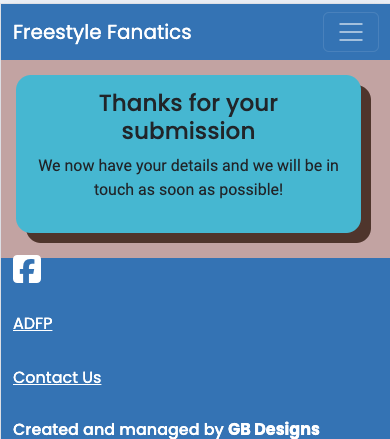 Freestyle Fanatics
Thanks for your
submission
We now have your details and we will be in
touch as soon as possible!
ADFP
Contact Us
Created and managed by GB Designs